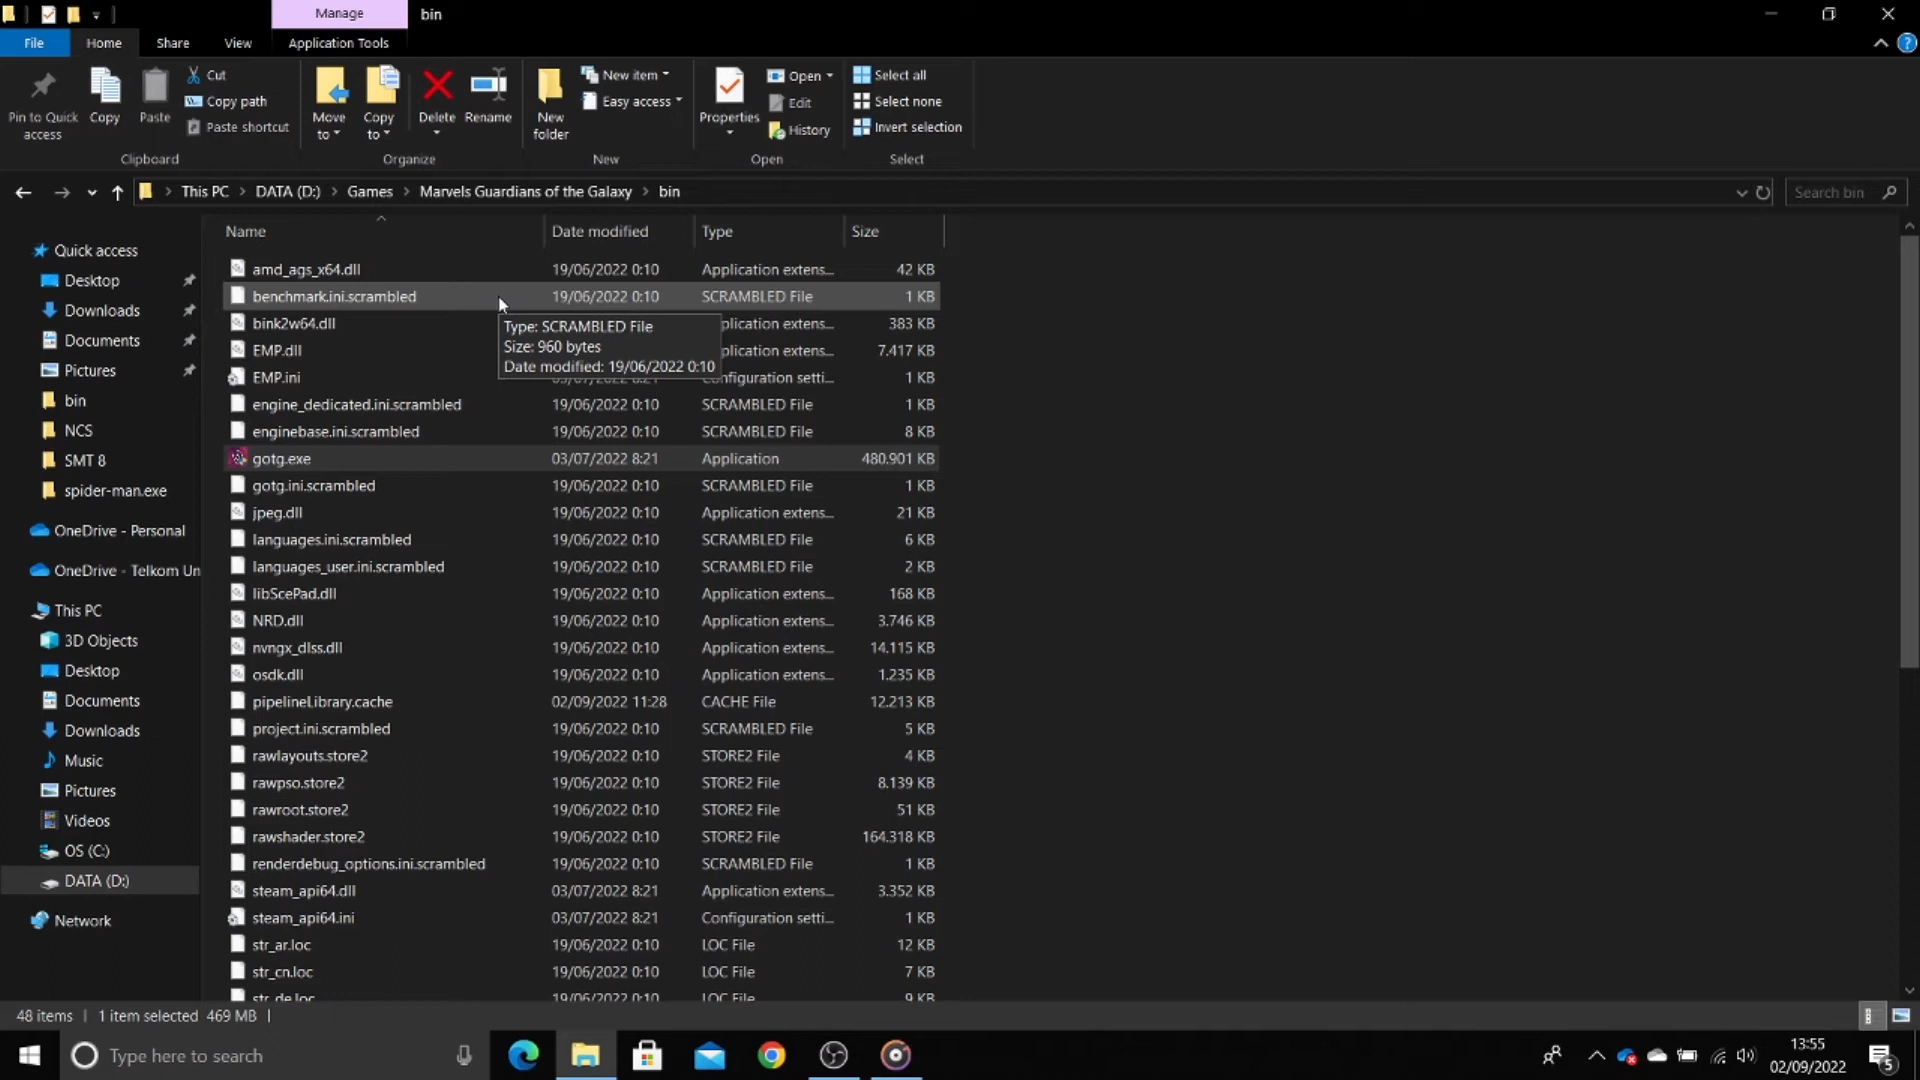 Manage
bin
File
Home
Share
View
Application Tools
Pin to Quick access
Copy
Paste
Cut
Copy path
Paste shortcut
Clipboard
Move to
Copy to
Delete
Rename
Organize
New folder
New item
Easy access
New
Properties
Open
Edit
History
Open
Select all
Select none
Invert selection
Select
This PC
DATA (D:)
Games
Marvels Guardians of the Galaxy
bin
Search bin
Quick access
Desktop
Downloads
Documents
Pictures
bin
NCS
SMT 8
spider-man.exe
OneDrive - Personal
OneDrive - Telkom Un
This PC
3D Objects
Desktop
Documents
Downloads
Music
Pictures
Videos
OS (C:)
DATA (D:)
Network
Name Date modified Type Size
amd_ags_x64.dll 19/06/2022 0:10 Application extens... 42 KB
benchmark.ini.scrambled 19/06/2022 0:10 SCRAMBLED File 1 KB
bink2w64.dll plication extens... 383 KB
EMP.dll plication extens... 7.417 KB
EMP.ini onfiguration setti... 1 KB
Type: SCRAMBLED File
Size: 960 bytes
Date modified: 19/06/2022 0:10
engine_dedicated.ini.scrambled 19/06/2022 0:10 SCRAMBLED File 1 KB
enginebase.ini.scrambled 19/06/2022 0:10 SCRAMBLED File 8 KB
gotg.exe 03/07/2022 8:21 Application 480.901 KB
gotg.ini.scrambled 19/06/2022 0:10 SCRAMBLED File 1 KB
jpeg.dll 19/06/2022 0:10 Application extens... 21 KB
languages.ini.scrambled 19/06/2022 0:10 SCRAMBLED File 6 KB
languages_user.ini.scrambled 19/06/2022 0:10 SCRAMBLED File 2 KB
libScePad.dll 19/06/2022 0:10 Application extens... 168 KB
NRD.dll 19/06/2022 0:10 Application extens... 3.746 KB
nvngx_dlss.dll 19/06/2022 0:10 Application extens... 14.115 KB
osdk.dll 19/06/2022 0:10 Application extens... 1.235 KB
pipelineLibrary.cache 02/09/2022 11:28 CACHE File 12.213 KB
project.ini.scrambled 19/06/2022 0:10 SCRAMBLED File 5 KB
rawlayouts.store2 19/06/2022 0:10 STORE2 File 4 KB
rawpso.store2 19/06/2022 0:10 STORE2 File 8.139 KB
rawroot.store2 19/06/2022 0:10 STORE2 File 51 KB
rawshader.store2 19/06/2022 0:10 STORE2 File 164.318 KB
renderdebug_options.ini.scrambled 19/06/2022 0:10 SCRAMBLED File 1 KB
steam_api64.dll 03/07/2022 8:21 Application extens... 3.352 KB
steam_api64.ini 03/07/2022 8:21 Configuration setti... 1 KB
str_ar.loc 19/06/2022 0:10 LOC File 12 KB
str_cn.loc 19/06/2022 0:10 LOC File 7 KB
str_de.loc 19/06/2022 0:10 LOC File 9 KB
48 items 1 item selected 469 MB
Type here to search
13:55
02/09/2022
5